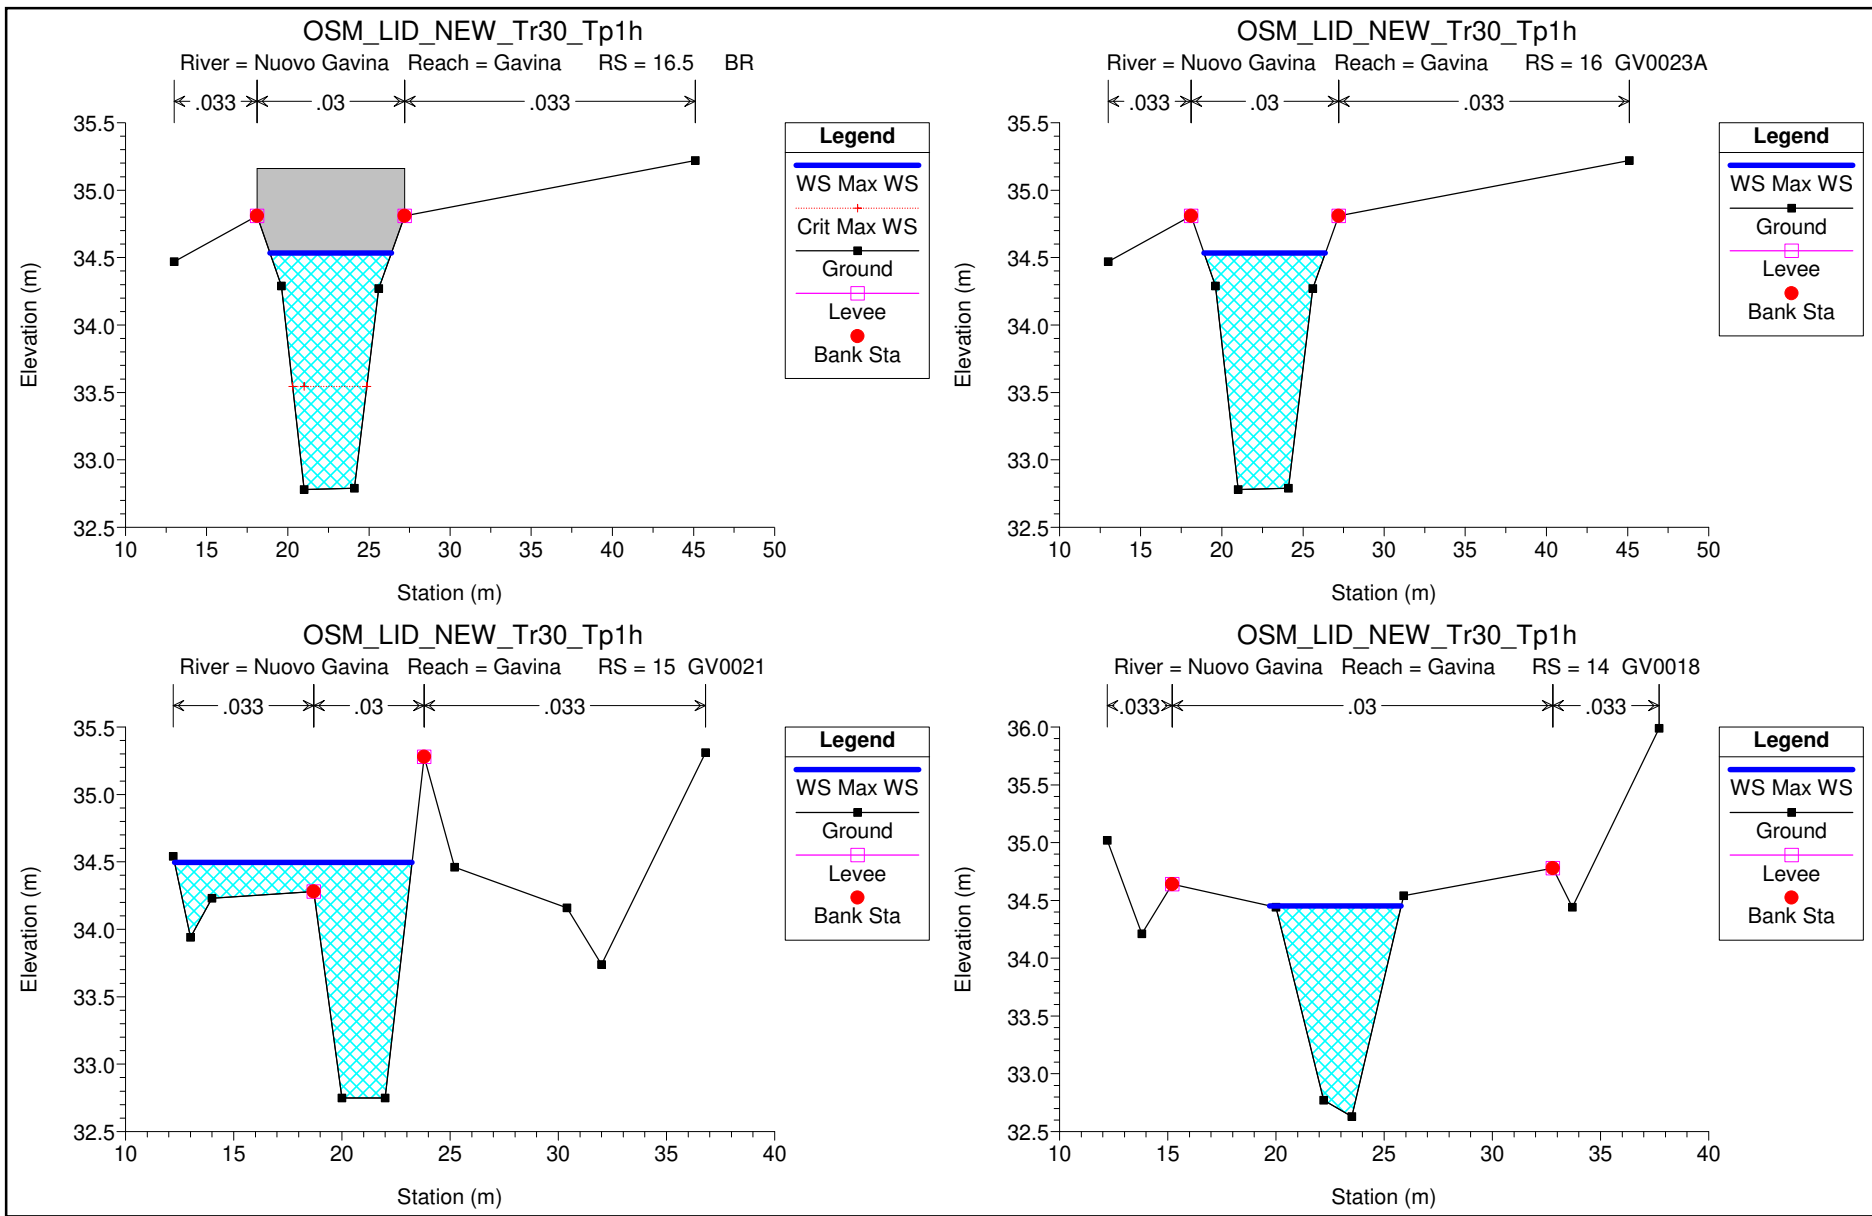 OSM_LID_NEW_Tr30_Tp1h
River = Nuovo Gavina Reach = Gavina RS = 16.5 BR
.033 .03 .033
35.5
35.0
34.5
34.0
33.5
33.0
32.5
10 15 20 25 30 35 40 45 50
Station (m)
Elevation (m)
Legend
WS Max WS
Crit Max WS
Ground
Levee
Bank Sta
OSM_LID_NEW_Tr30_Tp1h
River = Nuovo Gavina Reach = Gavina RS = 16 GV0023A
.033 .03 .033
35.5
35.0
34.5
34.0
33.5
33.0
32.5
10 15 20 25 30 35 40 45 50
Station (m)
Elevation (m)
Legend
WS Max WS
Ground
Levee
Bank Sta
OSM_LID_NEW_Tr30_Tp1h
River = Nuovo Gavina Reach = Gavina RS = 15 GV0021
.033 .03 .033
35.5
35.0
34.5
34.0
33.5
33.0
32.5
10 15 20 25 30 35 40
Station (m)
Elevation (m)
Legend
WS Max WS
Ground
Levee
Bank Sta
OSM_LID_NEW_Tr30_Tp1h
River = Nuovo Gavina Reach = Gavina RS = 14 GV0018
.033 .03 .033
36.0
35.5
35.0
34.5
34.0
33.5
33.0
32.5
10 15 20 25 30 35 40
Station (m)
Elevation (m)
Legend
WS Max WS
Ground
Levee
Bank Sta